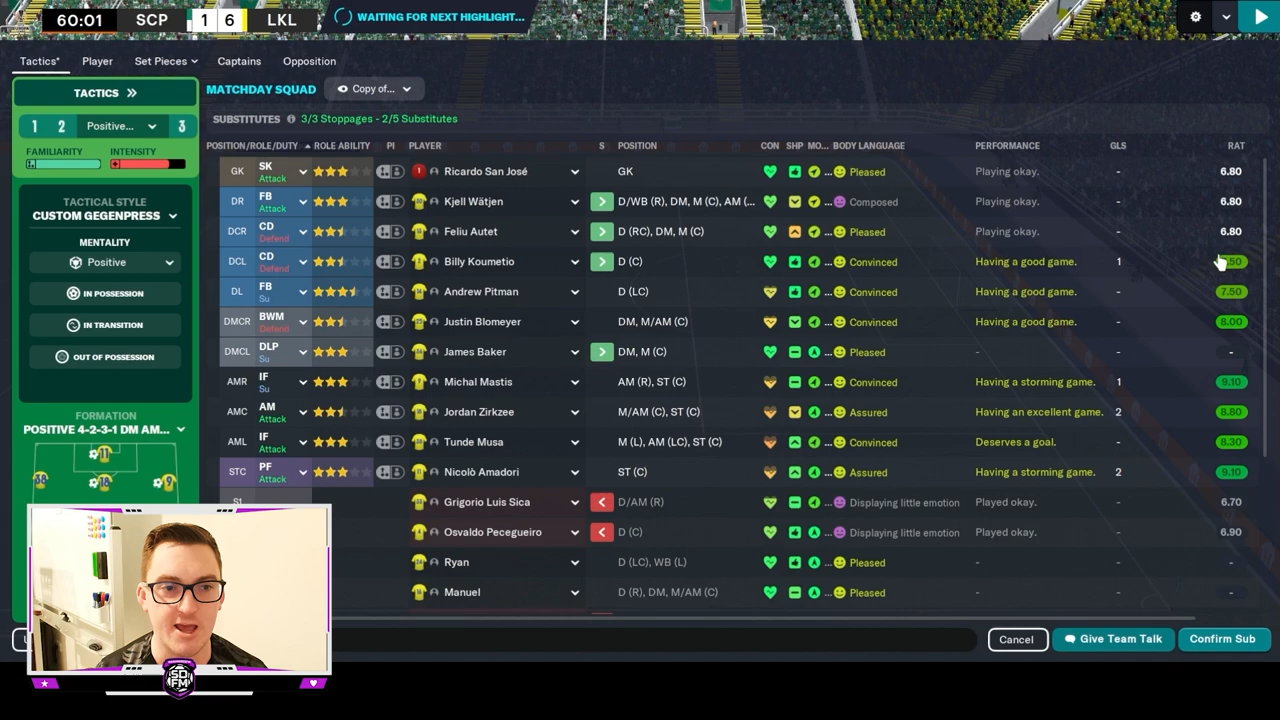 60:01 SCP 1 6 LKL WAITING FOR NEXT HIGHLIGHT...
Tactics* Player Set Pieces Captains Opposition
TACTICS
MATCHDAY SQUAD Copy of...
1 2 Positive... 3
SUBSTITUTES 3/3 Stoppages - 2/5 Substitutes
FAMILIARITY INTENSITY
POSITION/ROLE/DUTY ROLE ABILITY PI PLAYER S POSITION CON SHP MO... BODY LANGUAGE PERFORMANCE GLS RAT
GK SK Attack Ricardo San José GK Pleased Playing okay. - 6.80
DR FB Attack Kjell Wätjen D/WB (R), DM, M (C), AM (... ... Composed Playing okay. - 6.80
DCR CD Defend Feliu Autet D (RC), DM, M (C) ... Pleased Playing okay. - 6.80
DCL CD Defend Billy Koumetio D (C) ... Convinced Having a good game. 1
DL FB Su Andrew Pitman D (LC) ... Convinced Having a good game. - 7.50
DMCR BWM Defend Justin Blomeyer DM, M/AM (C) ... Convinced Having a good game. - 8.00
DMCL DLP Su James Baker DM, M (C) ... Pleased - - -
AMR IF Su Michal Mastis AM (R), ST (C) ... Convinced Having a storming game. 1 9.10
AMC AM Attack Jordan Zirkzee M/AM (C), ST (C) ... Assured Having an excellent game. 2 8.80
AML IF Attack Tunde Musa M (L), AM (LC), ST (C) ... Convinced Deserves a goal. - 8.30
STC PF Attack Nicolò Amadori ST (C) ... Assured Having a storming game. 2 9.10
S1 Grigorio Luis Sica D/AM (R) ... Displaying little emotion Played okay. - 6.70
Osvaldo Pecegueiro D (C) ... Displaying little emotion Played okay. - 6.90
Ryan D (LC), WB (L) ... Pleased - - -
Manuel D (R), DM, M/AM (C) ... Pleased - - -
TACTICAL STYLE
CUSTOM GEGENPRESS
MENTALITY
Positive
IN POSSESSION
IN TRANSITION
OUT OF POSSESSION
FORMATION
POSITIVE 4-2-3-1 DM AM...
11
18
9
Cancel Give Team Talk Confirm Sub
SDFM